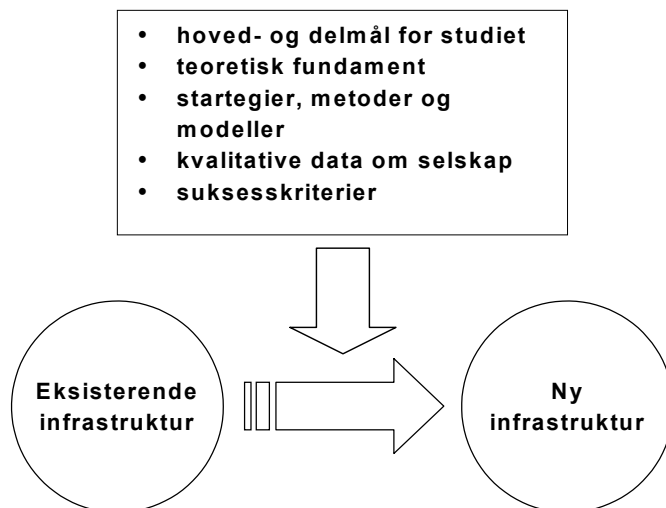 • hoved- og delmål for studiet
• teoretisk fundament
• startegier, metoder og
modeller
• kvalitative data om selskap
• suksesskriterier
Eksisterende
infrastruktur
Ny
infrastruktur